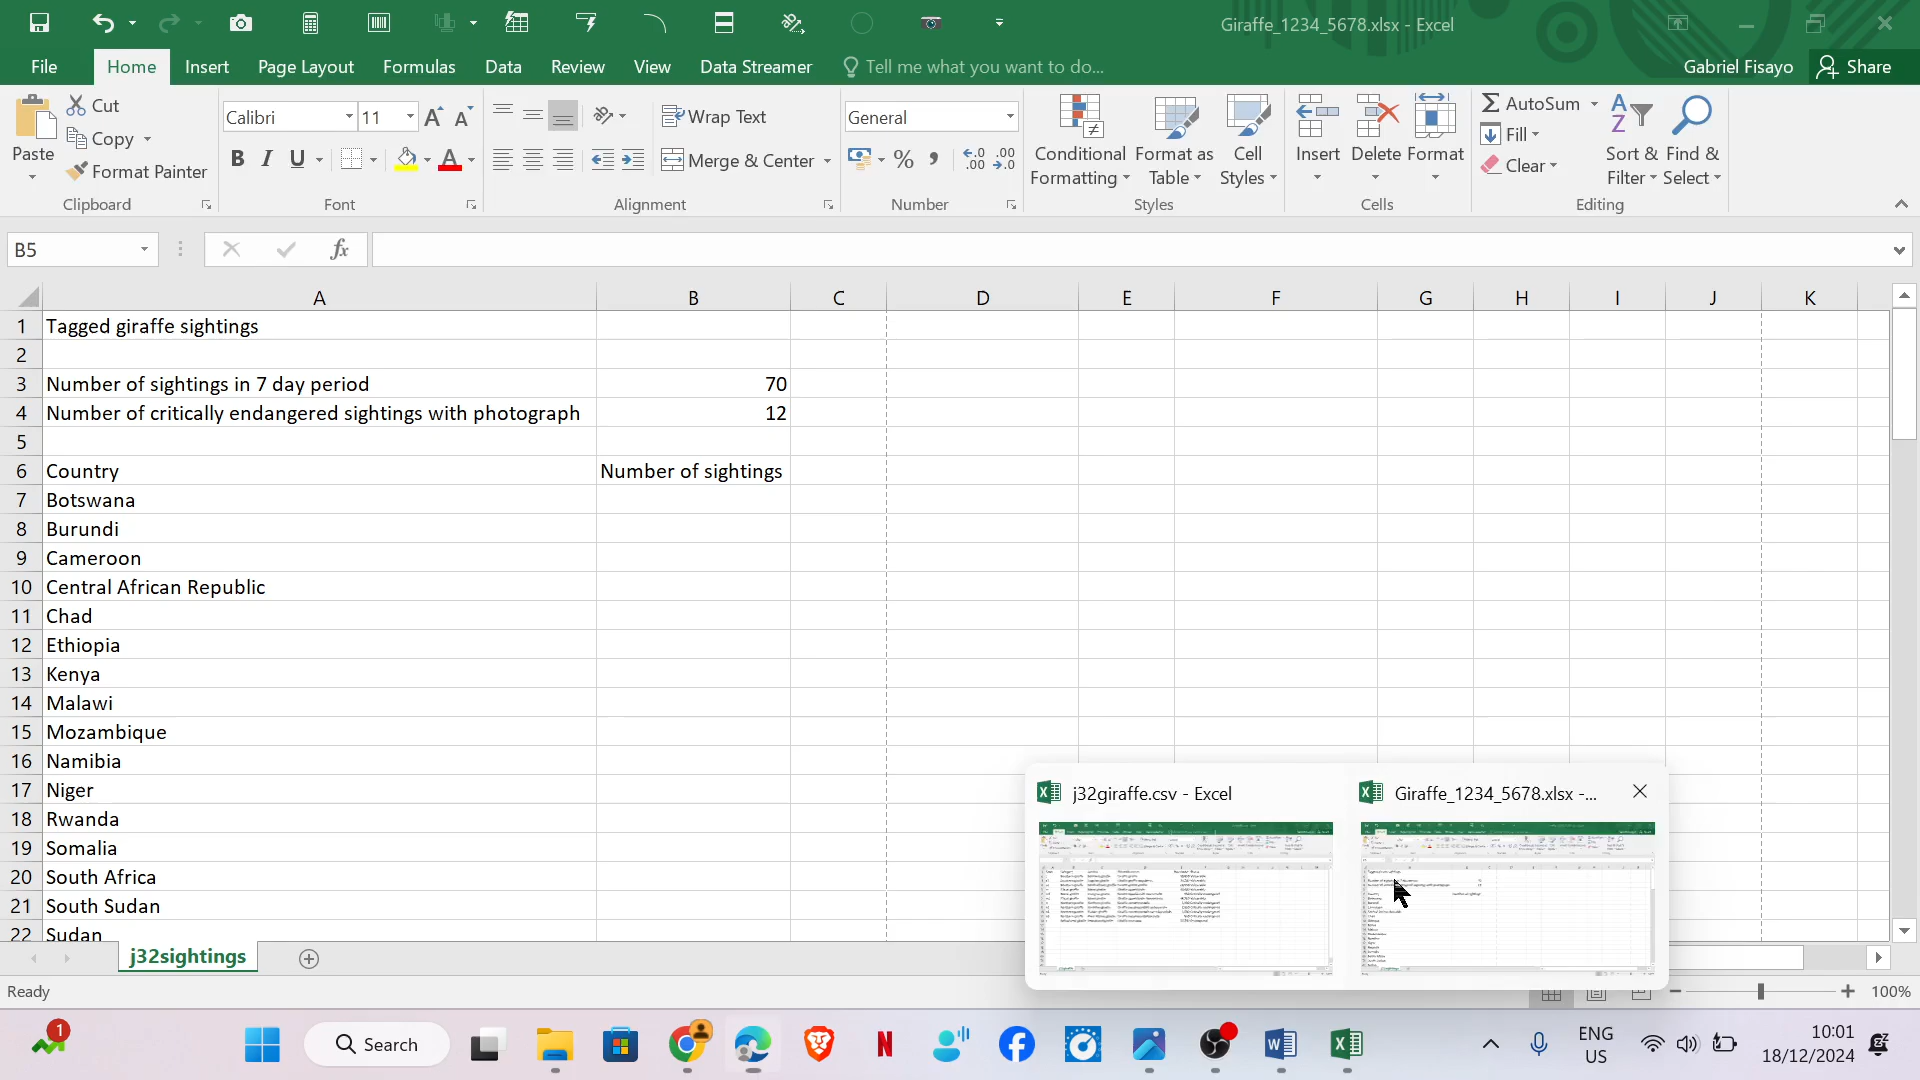 Giraffe_1234_5678.xlsx - Excel
File Home Insert Page Layout Formulas Data Review View Data Streamer Tell me what you want to do... Gabriel Fisayo Share
Paste
Cut
Copy
Format Painter
Clipboard
Calibri 11
B I U
Font
Wrap Text
Merge & Center
Alignment
General
% ,
Number
Conditional Formatting
Format as Table
Cell Styles
Styles
Insert Delete Format
Cells
AutoSum
Fill
Clear
Sort & Filter
Find & Select
Editing
B5 fx
A B C D E F G H I J K
1 Tagged giraffe sightings
2
3 Number of sightings in 7 day period 70
4 Number of critically endangered sightings with photograph 12
5
6 Country Number of sightings
7 Botswana
8 Burundi
9 Cameroon
10 Central African Republic
11 Chad
12 Ethiopia
13 Kenya
14 Malawi
15 Mozambique
16 Namibia
17 Niger
18 Rwanda
19 Somalia
20 South Africa
21 South Sudan
22 Sudan
j32giraffe.csv - Excel
Giraffe_1234_5678.xlsx -...
j32sightings
Ready 100%
1 Search ENG US 10:01 18/12/2024